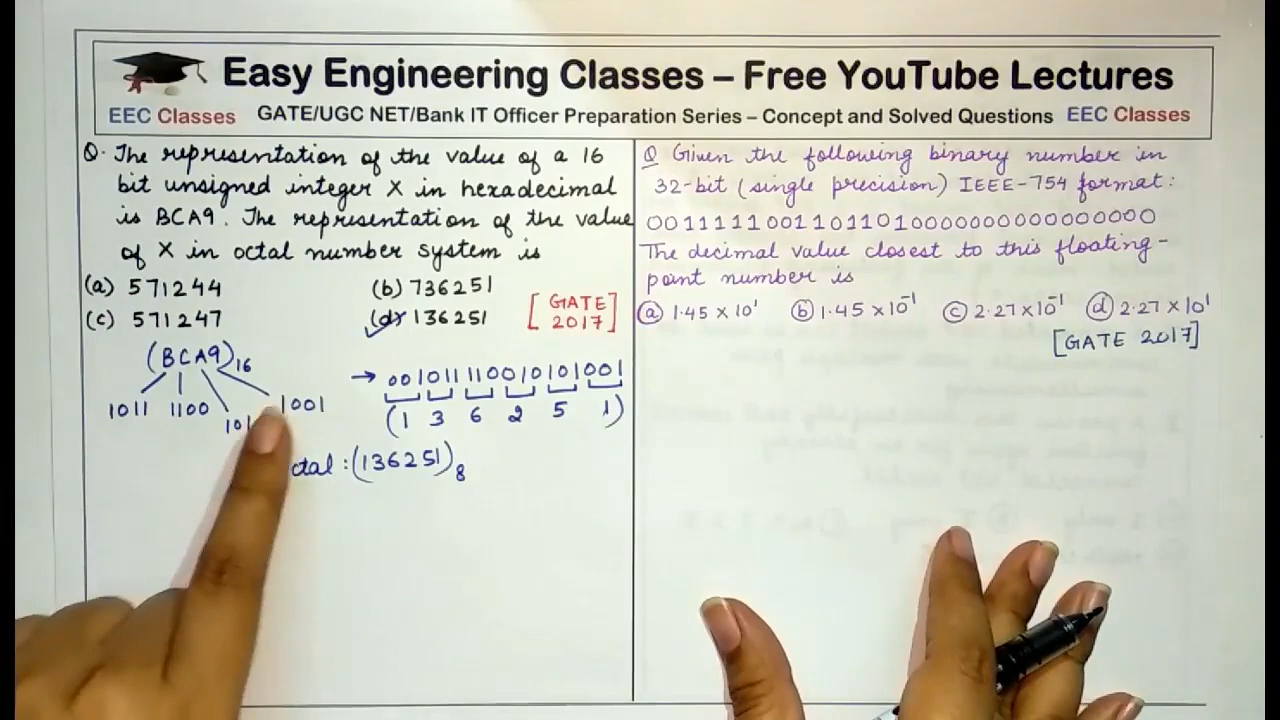 Easy Engineering Classes – Free YouTube Lectures
EEC Classes GATE/UGC NET/Bank IT Officer Preparation Series – Concept and Solved Questions EEC Classes
Q. The representation of the value of a 16
bit unsigned integer X in hexadecimal
is BCA9. The representation of the value
of X in octal number system is
(a) 571244 (b) 736251
(c) 571247 (d) 136251
[GATE 2017]
(BCA9)16
1011 1100 1001
→ 001011110010101001
(1 3 6 2 5 1)
ctal : (136251)8
Q Given the following binary number in
32-bit (single precision) IEEE-754 format :
00111110011011010000000000000000
The decimal value closest to this floating-
point number is
(a) 1.45 × 10¹ (b) 1.45 × 10⁻¹ (c) 2.27 × 10⁻¹ (d) 2.27 × 10¹
[GATE 2017]